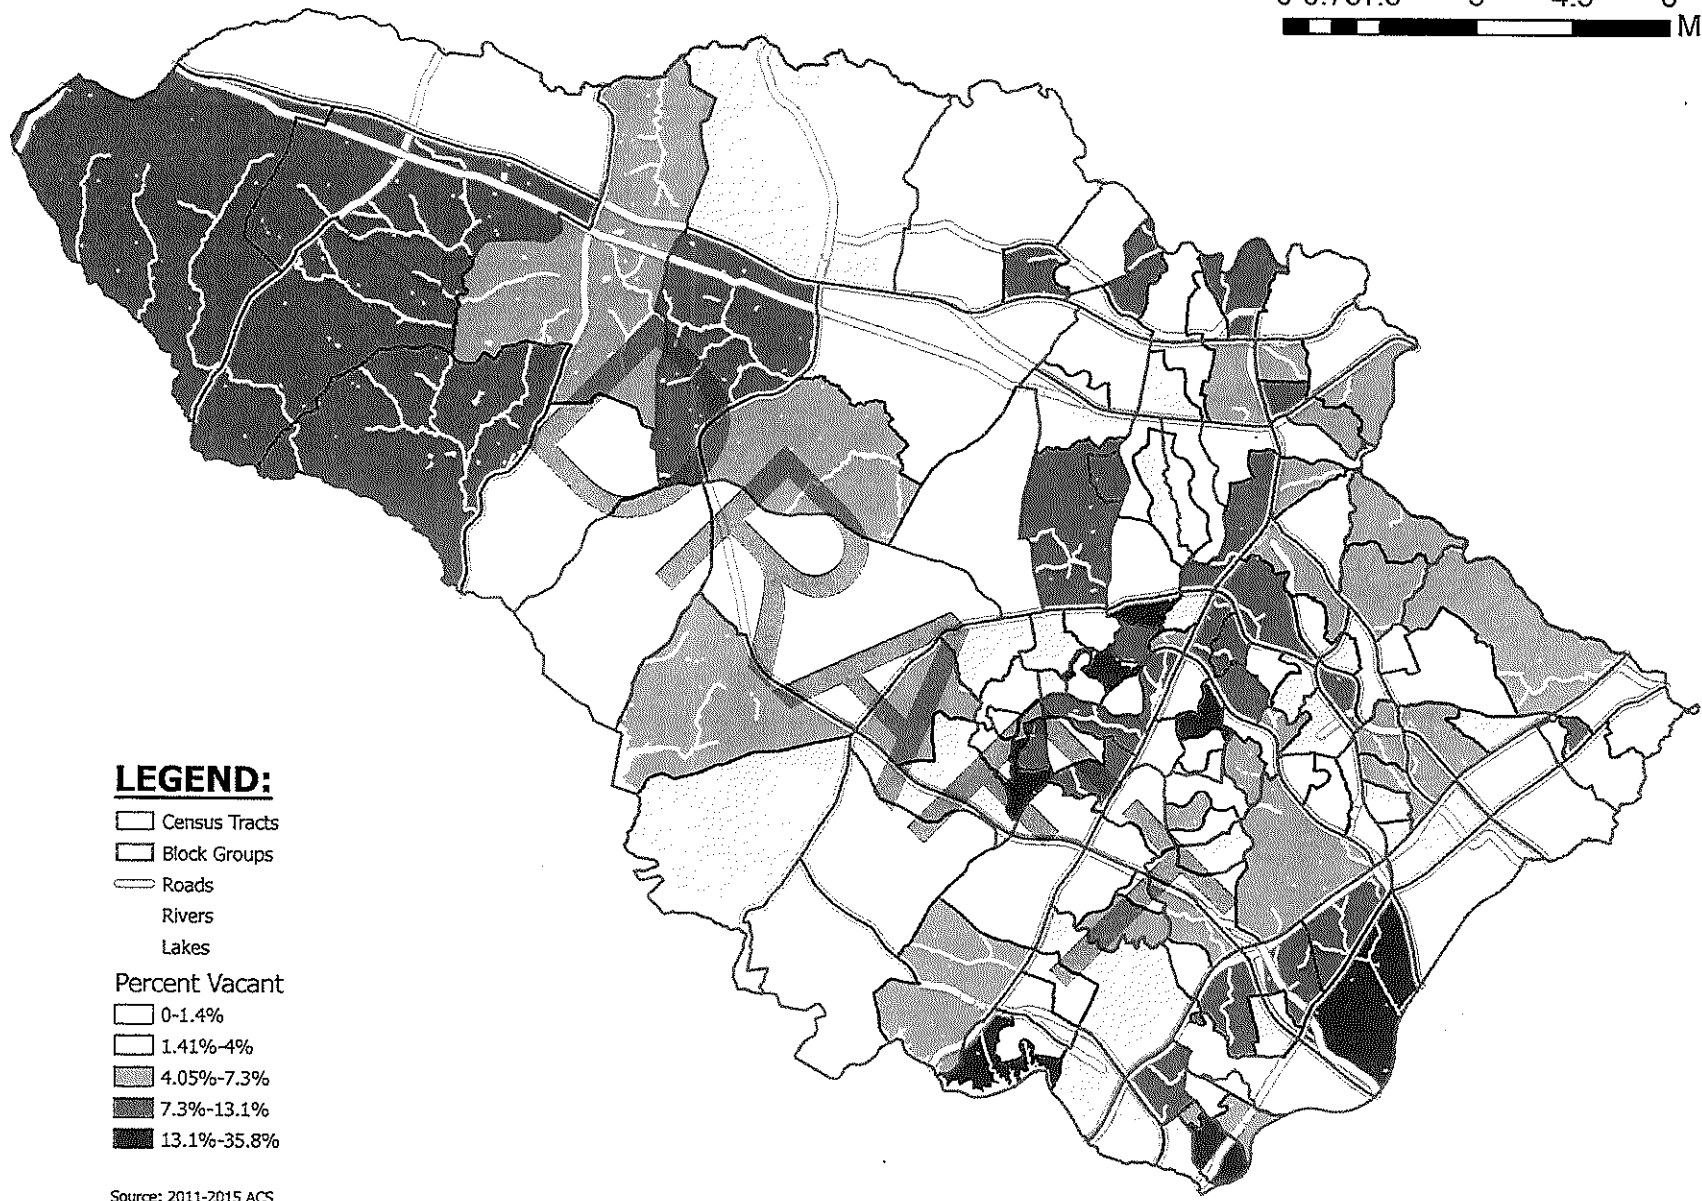 M
DRAFT
LEGEND:
Census Tracts
Block Groups
Roads
Rivers
Lakes
Percent Vacant
0-1.4%
1.41%-4%
4.05%-7.3%
7.3%-13.1%
13.1%-35.8%
Source: 2011-2015 ACS